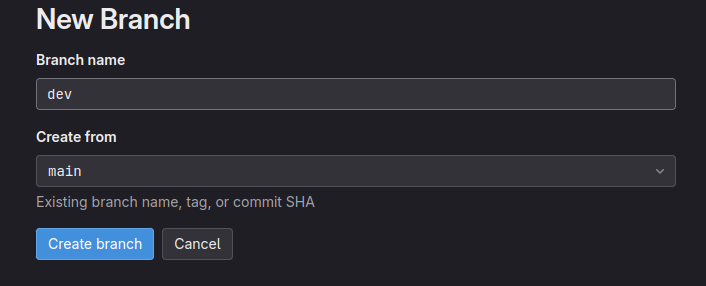 New Branch
Branch name
dev
Create from
main
Existing branch name, tag, or commit SHA
Create branch Cancel